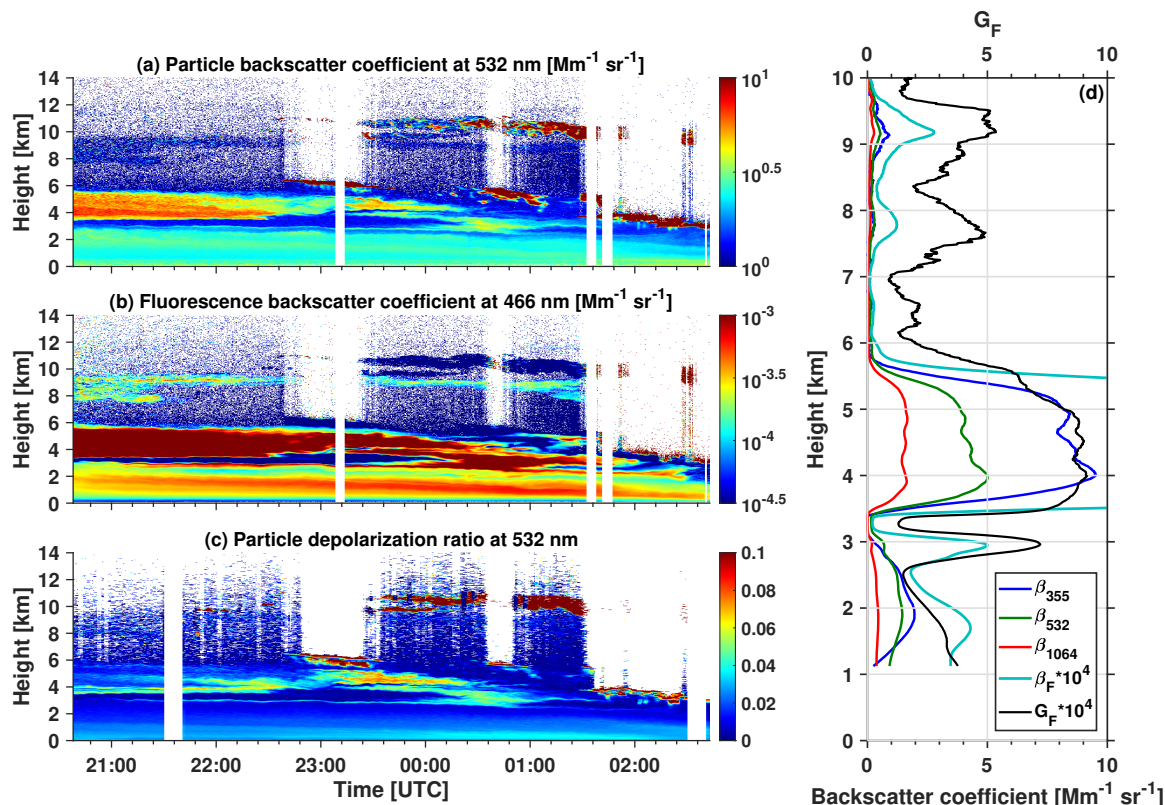 (a) Particle backscatter coefficient at 532 nm [Mm⁻¹ sr⁻¹]
14
12
10
8
6
4
2
0
Height [km]
10¹
10^0.5
10⁰
(b) Fluorescence backscatter coefficient at 466 nm [Mm⁻¹ sr⁻¹]
14
12
10
8
6
4
2
0
Height [km]
10⁻³
10^-3.5
10⁻⁴
10^-4.5
(c) Particle depolarization ratio at 532 nm
14
12
10
8
6
4
2
0
Height [km]
0.1
0.08
0.06
0.04
0.02
0
21:00 22:00 23:00 00:00 01:00 02:00
Time [UTC]
G_F
0 5 10
(d)
10
9
8
7
6
5
4
3
2
1
0
Height [km]
β_355
β_532
β_1064
β_F*10⁴
G_F*10⁴
0 5 10
Backscatter coefficient [Mm⁻¹ sr⁻¹]